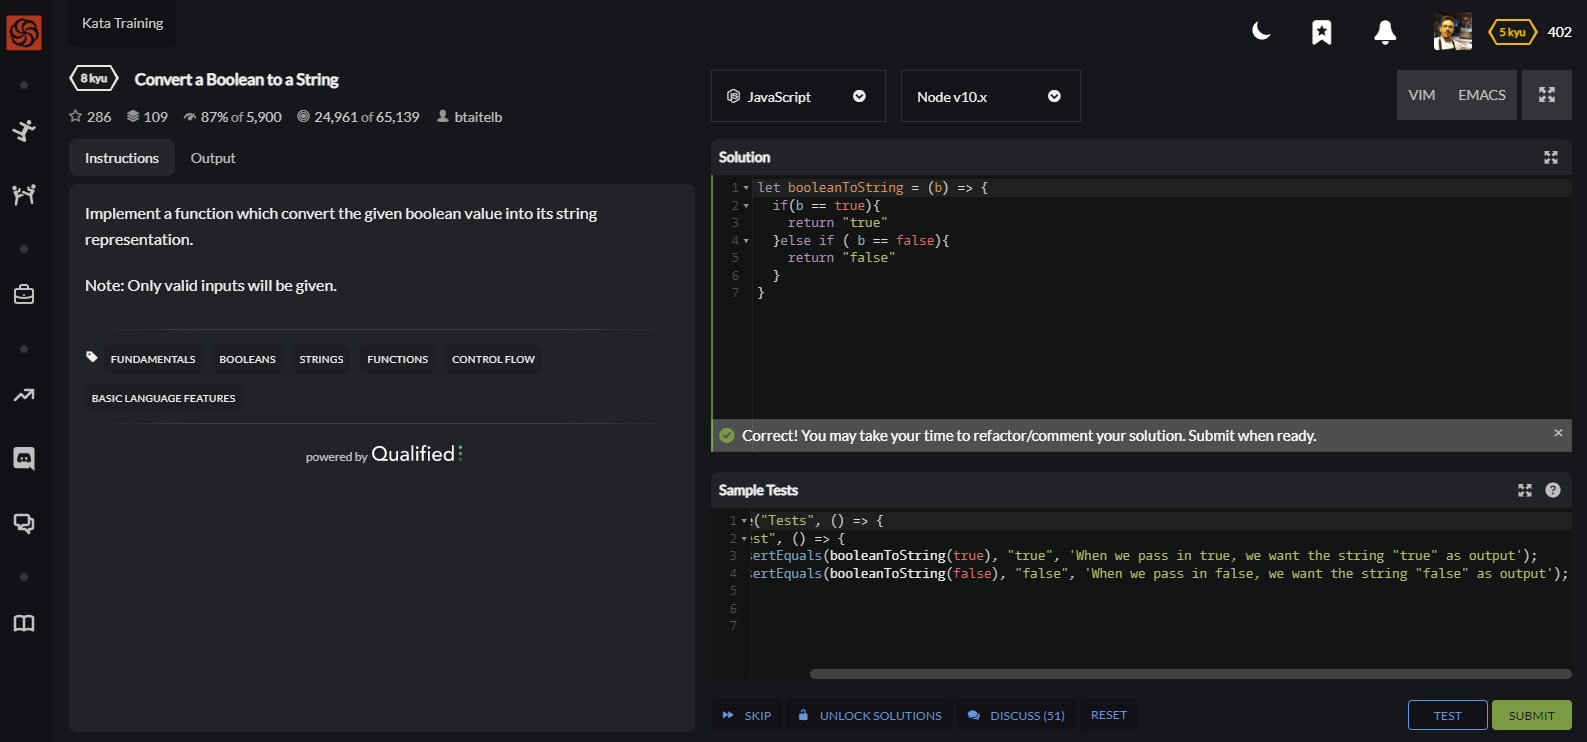 Kata Training
5 kyu 402
8 kyu Convert a Boolean to a String
286 109 87% of 5,900 24,961 of 65,139 btaitelb
Instructions Output
Implement a function which convert the given boolean value into its string
representation.
Note: Only valid inputs will be given.
FUNDAMENTALS BOOLEANS STRINGS FUNCTIONS CONTROL FLOW
BASIC LANGUAGE FEATURES
powered by Qualified
JavaScript Node v10.x VIM EMACS
Solution
1 let booleanToString = (b) => {
2 if(b == true){
3 return "true"
4 }else if ( b == false){
5 return "false"
6 }
7 }
Correct! You may take your time to refactor/comment your solution. Submit when ready.
Sample Tests
1 e("Tests", () => {
2 est", () => {
3 sertEquals(booleanToString(true), "true", 'When we pass in true, we want the string "true" as output');
4 sertEquals(booleanToString(false), "false", 'When we pass in false, we want the string "false" as output');
5
6
7
SKIP UNLOCK SOLUTIONS DISCUSS (51) RESET TEST SUBMIT